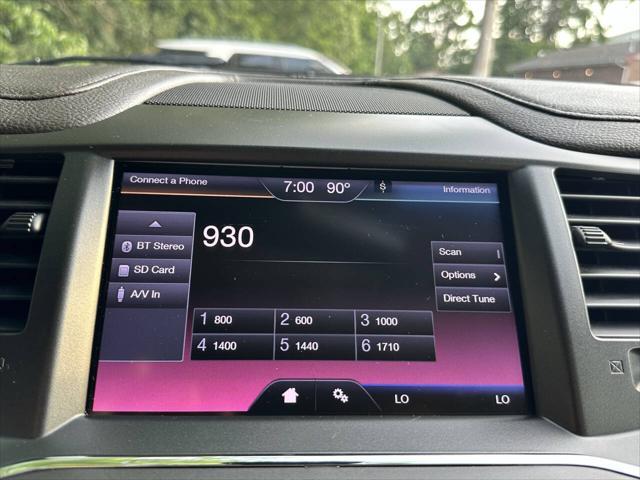 Connect a Phone
7:00 90° $
Information
930
BT Stereo
SD Card
A/V In
Scan
Options
Direct Tune
1 800
2 600
3 1000
4 1400
5 1440
6 1710
LO
LO